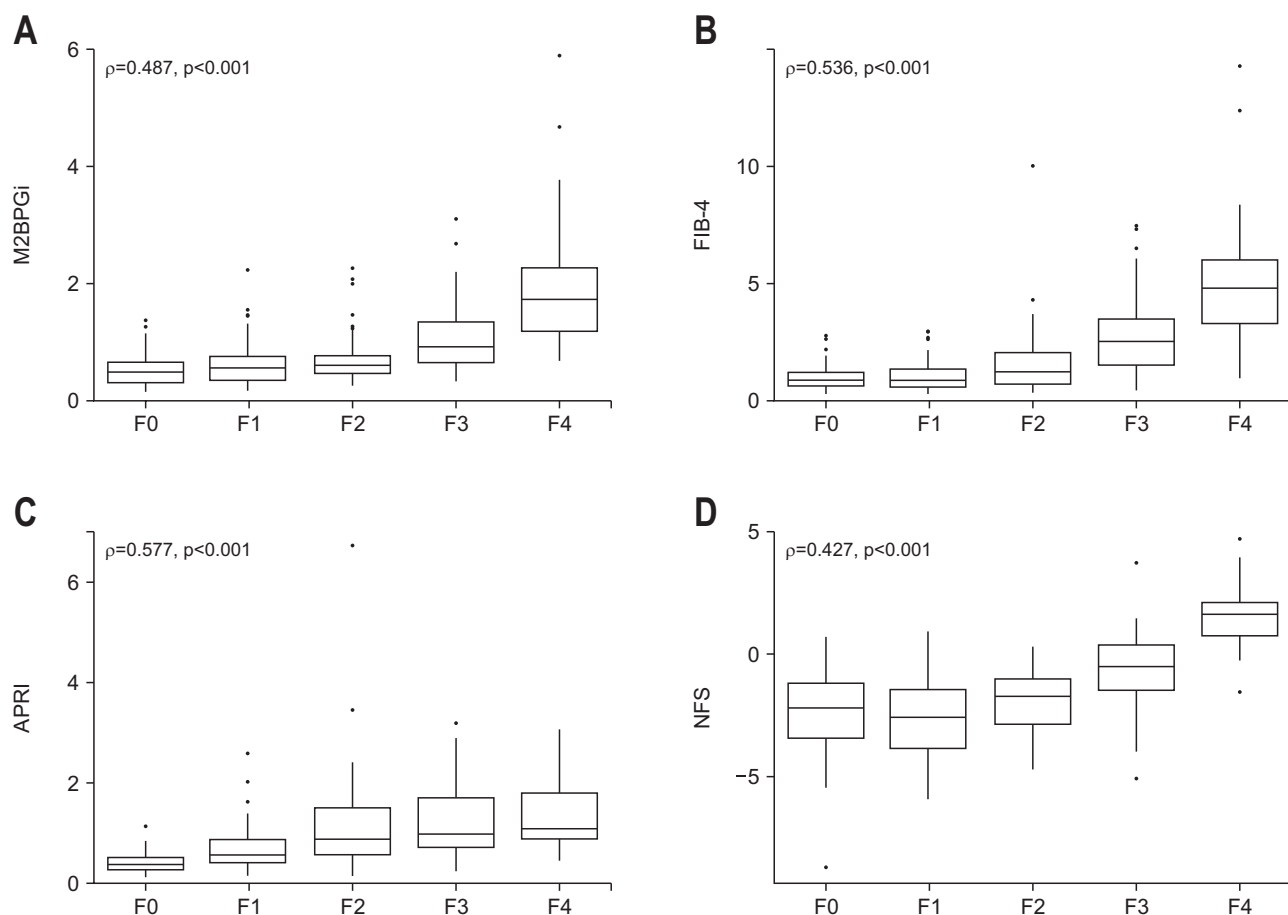 A
ρ=0.487, p<0.001
M2BPGi
6
4
2
0
F0 F1 F2 F3 F4
B
ρ=0.536, p<0.001
FIB-4
10
5
0
F0 F1 F2 F3 F4
C
ρ=0.577, p<0.001
APRI
6
4
2
0
F0 F1 F2 F3 F4
D
ρ=0.427, p<0.001
NFS
5
0
−5
F0 F1 F2 F3 F4